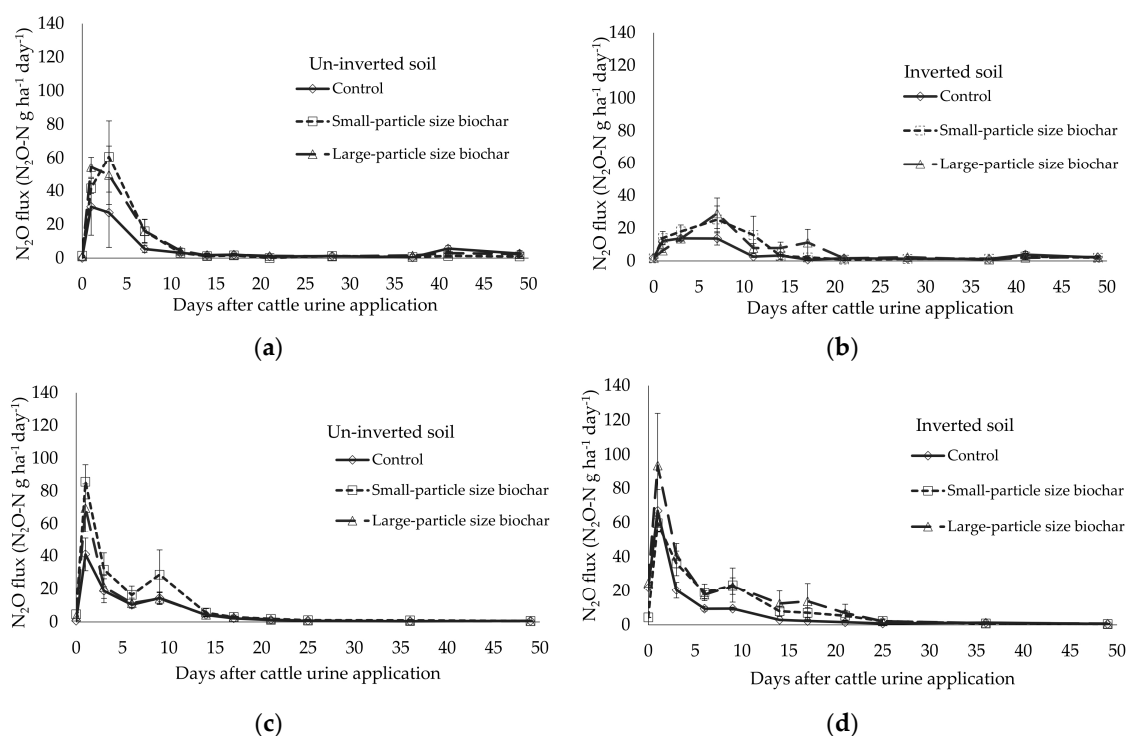 140
120
100
80
60
40
20
0
N₂O flux (N₂O-N g ha⁻¹ day⁻¹)
Un-inverted soil
Control
Small-particle size biochar
Large-particle size biochar
0 5 10 15 20 25 30 35 40 45 50
Days after cattle urine application
(a)
140
120
100
80
60
40
20
0
N₂O flux (N₂O-N g ha⁻¹ day⁻¹)
Inverted soil
Control
Small-particle size biochar
Large-particle size biochar
0 5 10 15 20 25 30 35 40 45 50
Days after cattle urine application
(b)
140
120
100
80
60
40
20
0
N₂O flux (N₂O-N g ha⁻¹ day⁻¹)
Un-inverted soil
Control
Small-particle size biochar
Large-particle size biochar
0 5 10 15 20 25 30 35 40 45 50
Days after cattle urine application
(c)
140
120
100
80
60
40
20
0
N₂O flux (N₂O-N g ha⁻¹ day⁻¹)
Inverted soil
Control
Small-particle size biochar
Large-particle size biochar
0 5 10 15 20 25 30 35 40 45 50
Days after cattle urine application
(d)